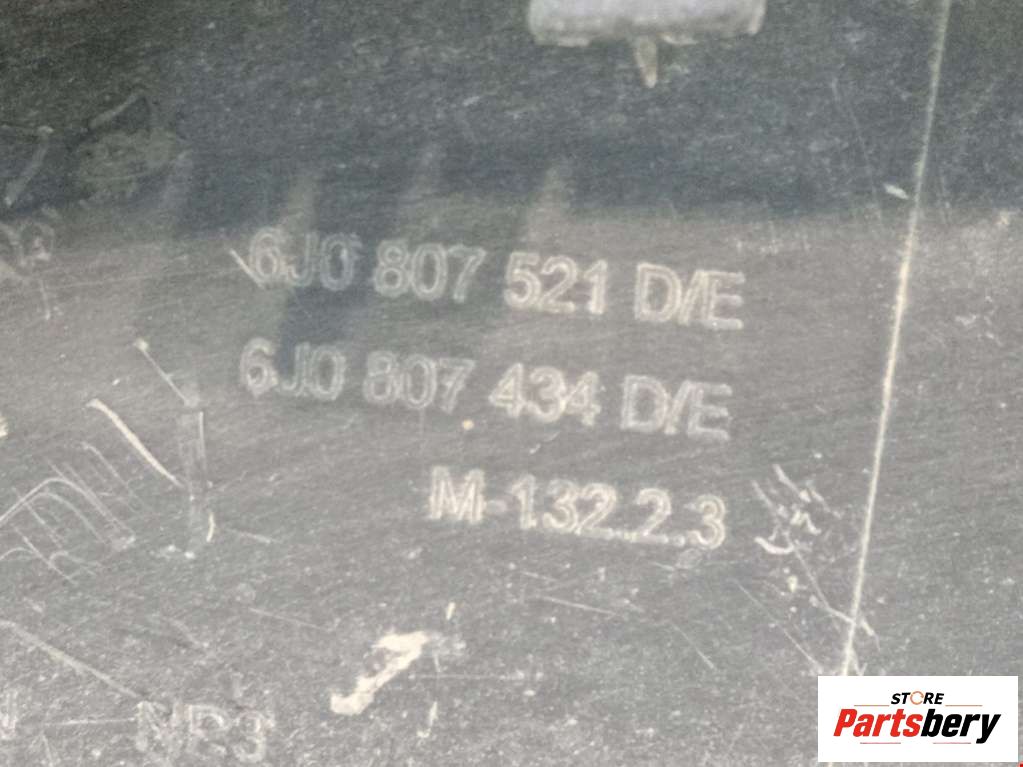 6J0 807 521 D/E
6J0 807 434 D/E
M-132.2.3
STORE
Partsbery